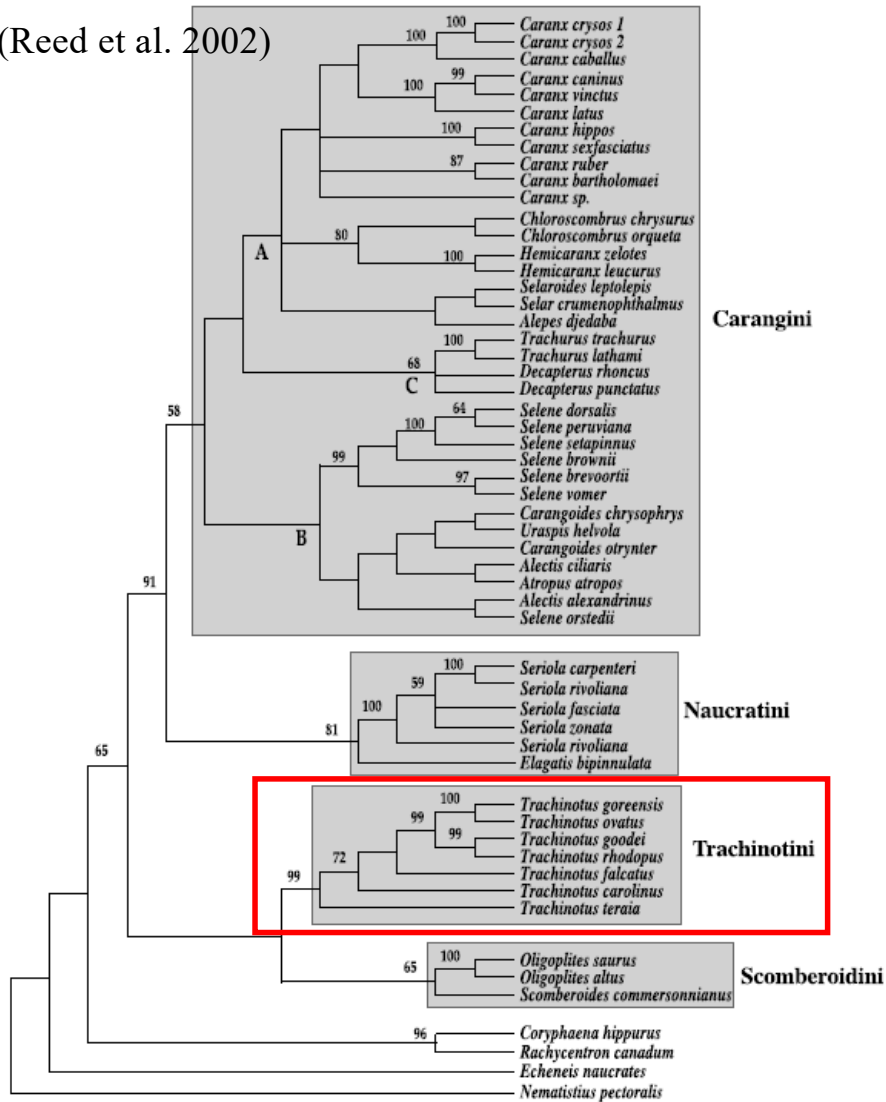 (Reed et al. 2002)
100
Caranx crysos 1
100
Caranx crysos 2
Caranx caballus
99
Caranx caninus
100
Caranx vinctus
Caranx latus
100
Caranx hippos
Caranx sexfasciatus
87
Caranx ruber
Caranx bartholomaei
Caranx sp.
Chloroscombrus chrysurus
80
Chloroscombrus orqueta
A
100
Hemicaranx zelotes
Hemicaranx leucurus
Selaroides leptolepis
Selar crumenophthalmus
Carangini
Alepes djedaba
100
Trachurus trachurus
68
Trachurus lathami
C
Decapterus rhoncus
Decapterus punctatus
58
64
Selene dorsalis
100
Selene peruviana
Selene setapinnus
99
Selene brownii
97
Selene brevoortii
Selene vomer
B
Carangoides chrysophrys
Uraspis helvola
Carangoides otrynter
91
Alectis ciliaris
Atropus atropos
Alectis alexandrinus
Selene orstedii
100
Seriola carpenteri
59
Seriola rivoliana
100
Seriola fasciata
Naucratini
81
Seriola zonata
Seriola rivoliana
65
Elagatis bipinnulata
100
Trachinotus goreensis
99
Trachinotus ovatus
99
Trachinotus goodei
72
Trachinotus rhodopus
Trachinotini
99
Trachinotus falcatus
Trachinotus carolinus
Trachinotus teraia
100
Oligoplites saurus
65
Oligoplites altus
Scomberoidini
Scomberoides commersonnianus
96
Coryphaena hippurus
Rachycentron canadum
Echeneis naucrates
Nematistius pectoralis